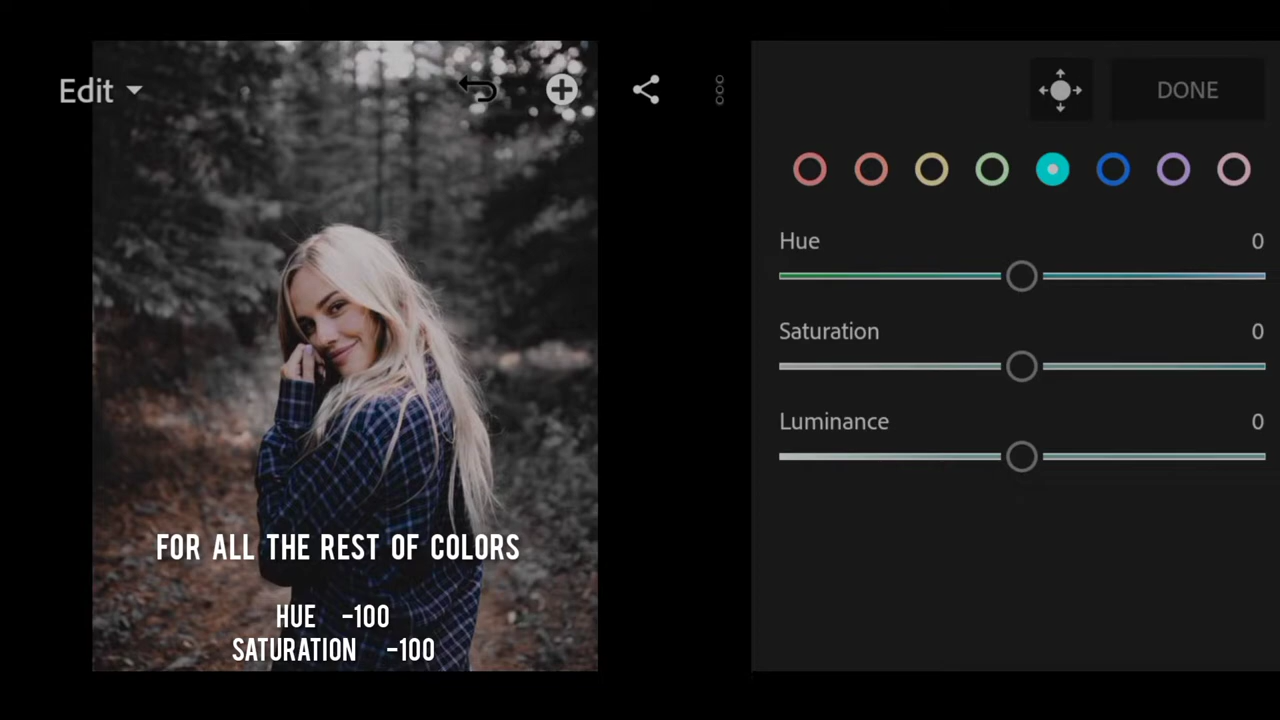 Edit
DONE
Hue 0
Saturation 0
Luminance 0
FOR ALL THE REST OF COLORS
HUE -100
SATURATION -100